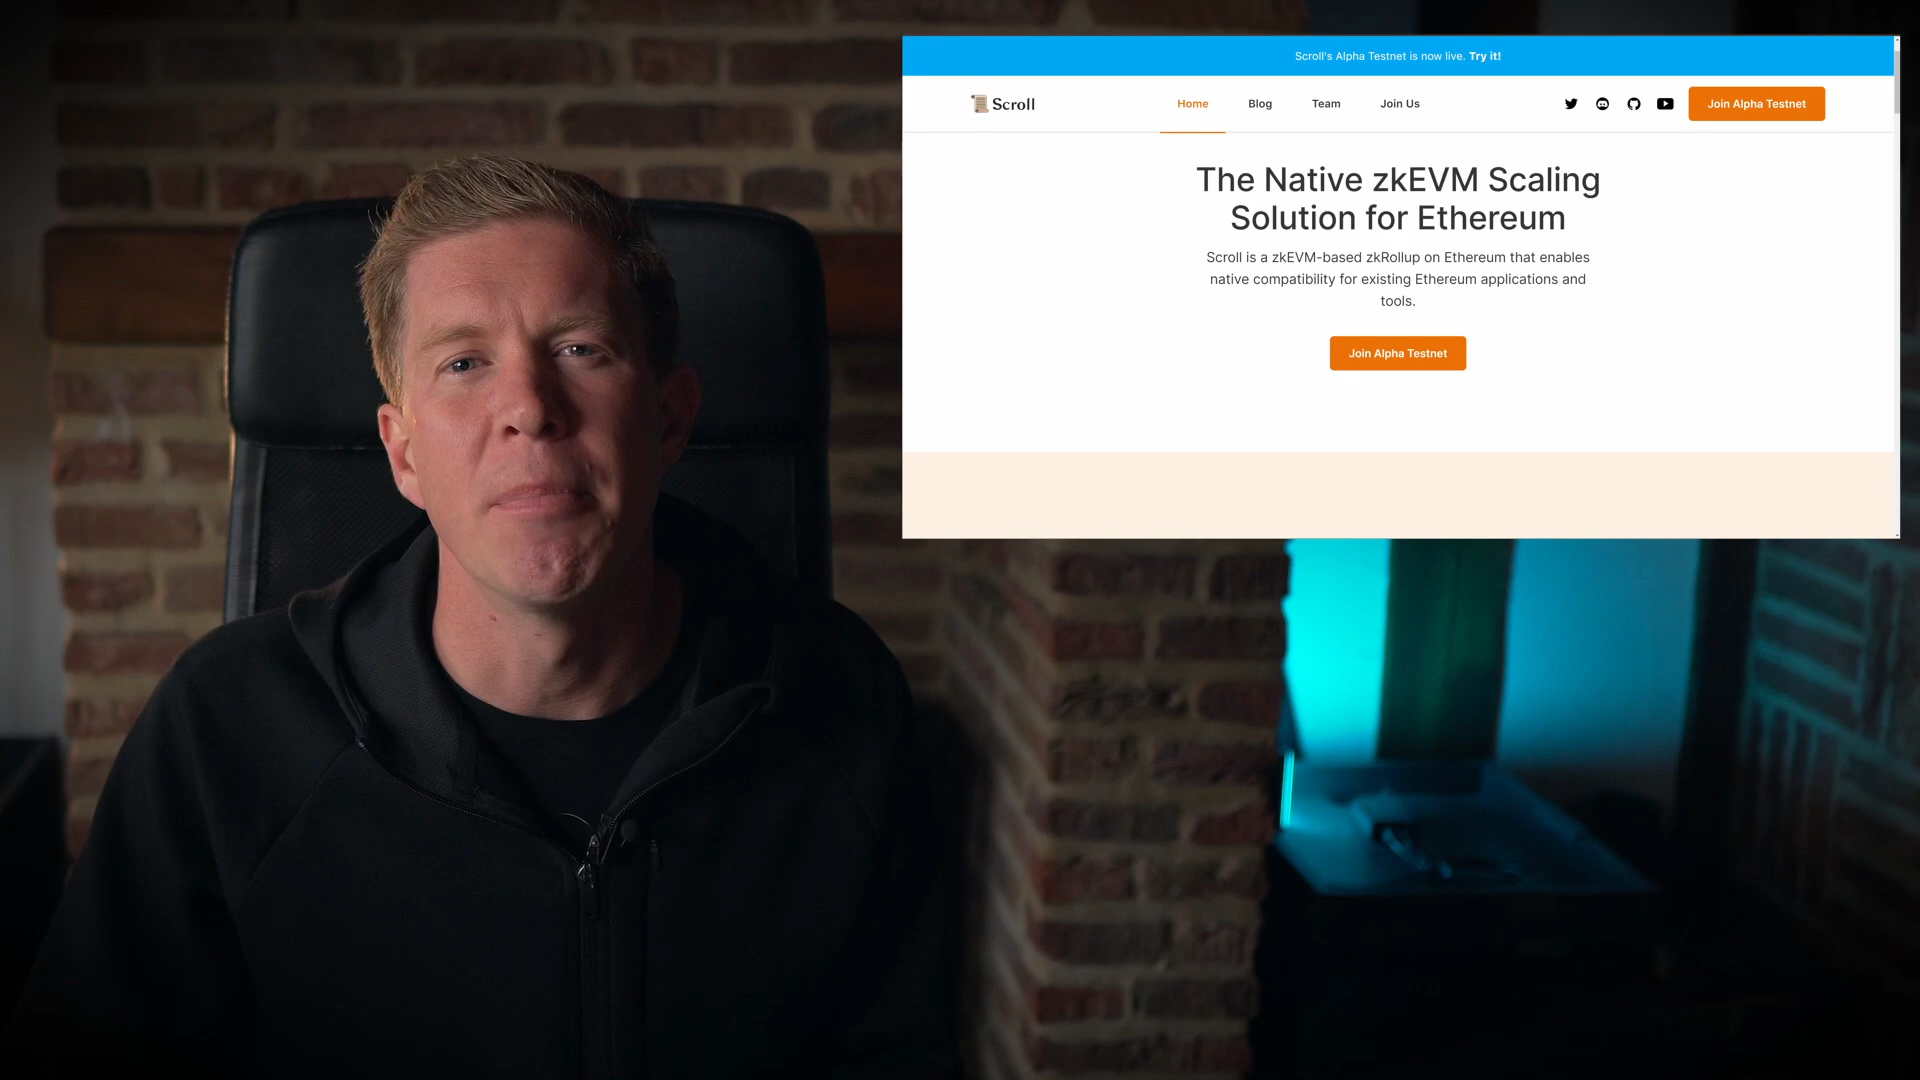 Scroll's Alpha Testnet is now live. Try it!
Scroll Home Blog Team Join Us Join Alpha Testnet
The Native zkEVM Scaling
Solution for Ethereum
Scroll is a zkEVM-based zkRollup on Ethereum that enables
native compatibility for existing Ethereum applications and
tools.
Join Alpha Testnet